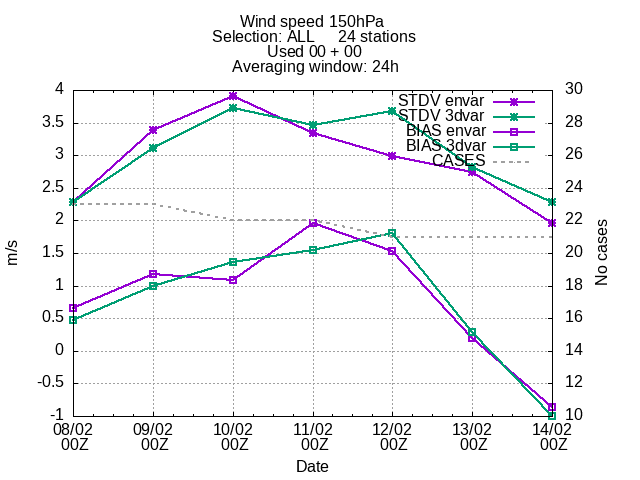 Wind speed 150hPa
Selection: ALL     24 stations
Used 00 + 00
Averaging window: 24h
4
3.5
3
2.5
2
1.5
1
0.5
0
-0.5
-1
m/s
STDV envar
STDV 3dvar
BIAS envar
BIAS 3dvar
CASES
30
28
26
24
22
20
18
16
14
12
10
No cases
08/02 09/02 10/02 11/02 12/02 13/02 14/02
00Z 00Z 00Z 00Z 00Z 00Z 00Z
Date